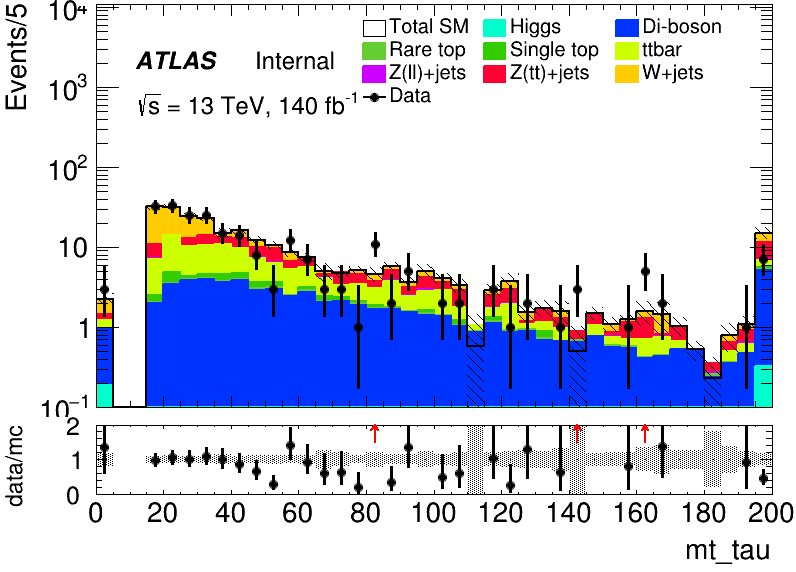 Events/5
10⁴
10³
10²
10
1
10⁻¹
ATLAS Internal
√s = 13 TeV, 140 fb⁻¹
Total SM Higgs Di-boson
Rare top Single top ttbar
Z(ll)+jets Z(tt)+jets W+jets
Data
data/mc
2
1
0
0 20 40 60 80 100 120 140 160 180 200
mt_tau